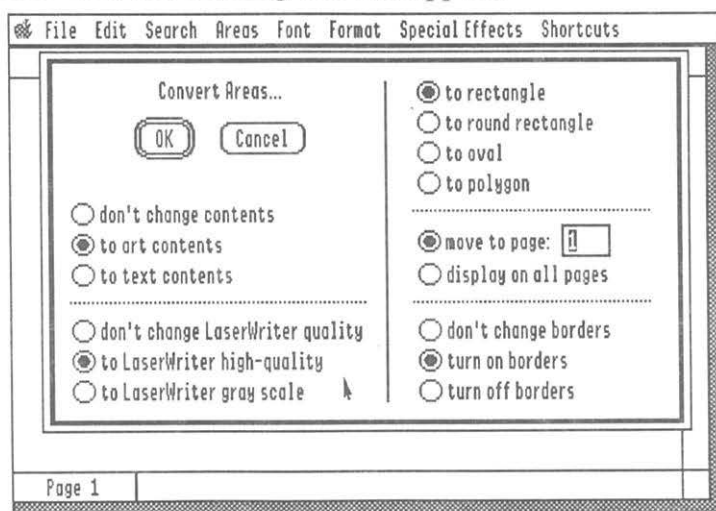 File Edit Search Areas Font Format Special Effects Shortcuts
Convert Areas...
OK Cancel
don't change contents
to art contents
to text contents
don't change LaserWriter quality
to LaserWriter high-quality
to LaserWriter gray scale
to rectangle
to round rectangle
to oval
to polygon
move to page: 1
display on all pages
don't change borders
turn on borders
turn off borders
Page 1